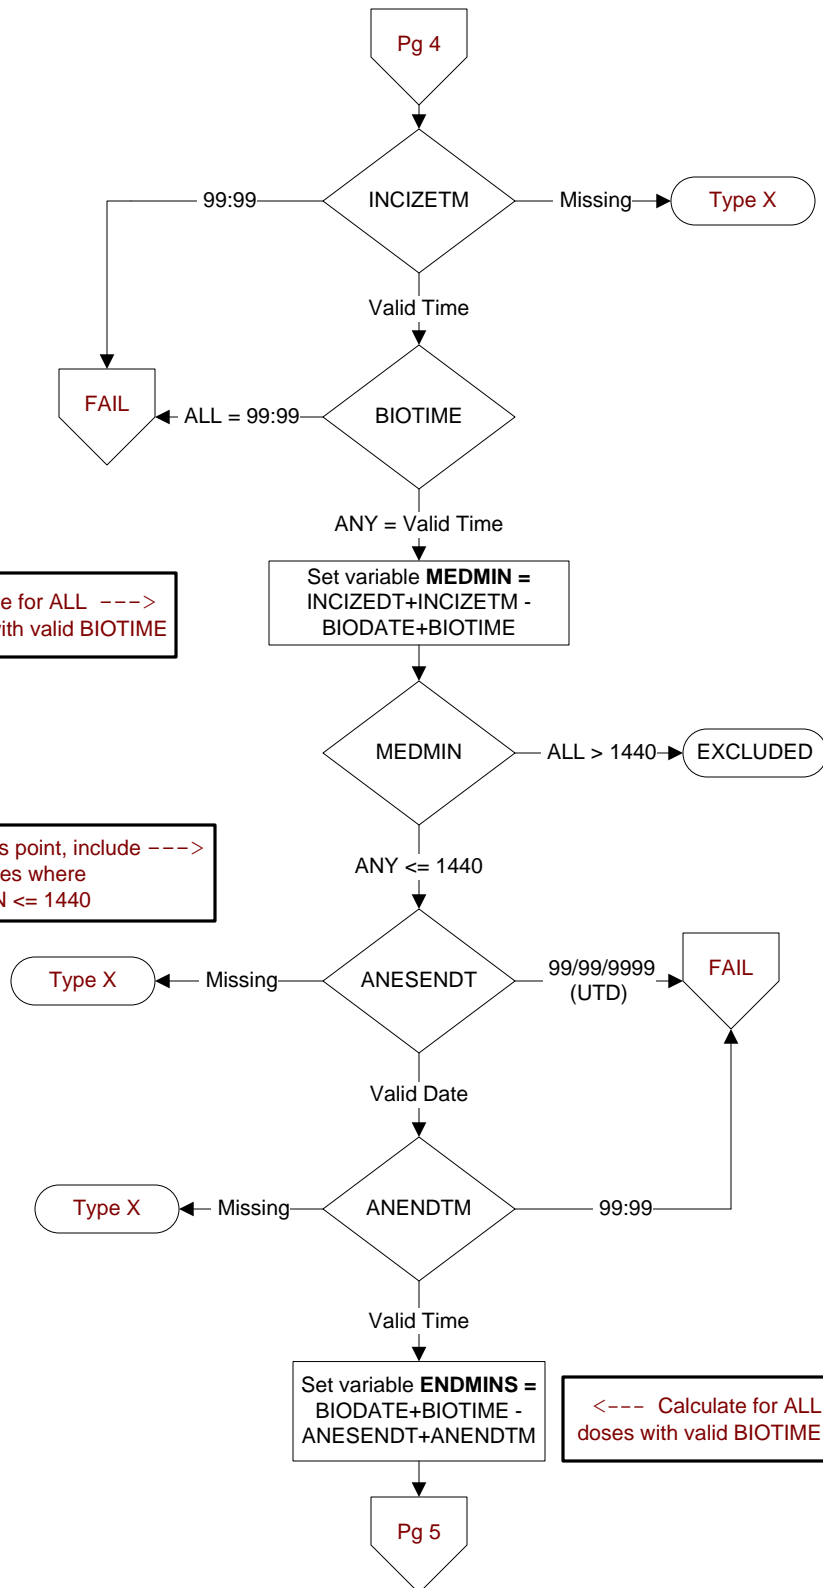 Pg 4
INCIZETM
99:99
Missing
Type X
Valid Time
FAIL
ALL = 99:99
BIOTIME
ANY = Valid Time
e for ALL --->
ith valid BIOTIME
Set variable MEDMIN =
INCIZEDT+INCIZETM -
BIODATE+BIOTIME
MEDMIN
ALL > 1440
EXCLUDED
ANY <= 1440
s point, include --->
es where
<= 1440
Type X
Missing
ANESENDT
99/99/9999
(UTD)
FAIL
Valid Date
Type X
Missing
ANENDTM
99:99
Valid Time
Set variable ENDMINS =
BIODATE+BIOTIME -
ANESENDT+ANENDTM
<--- Calculate for ALL
doses with valid BIOTIME
Pg 5